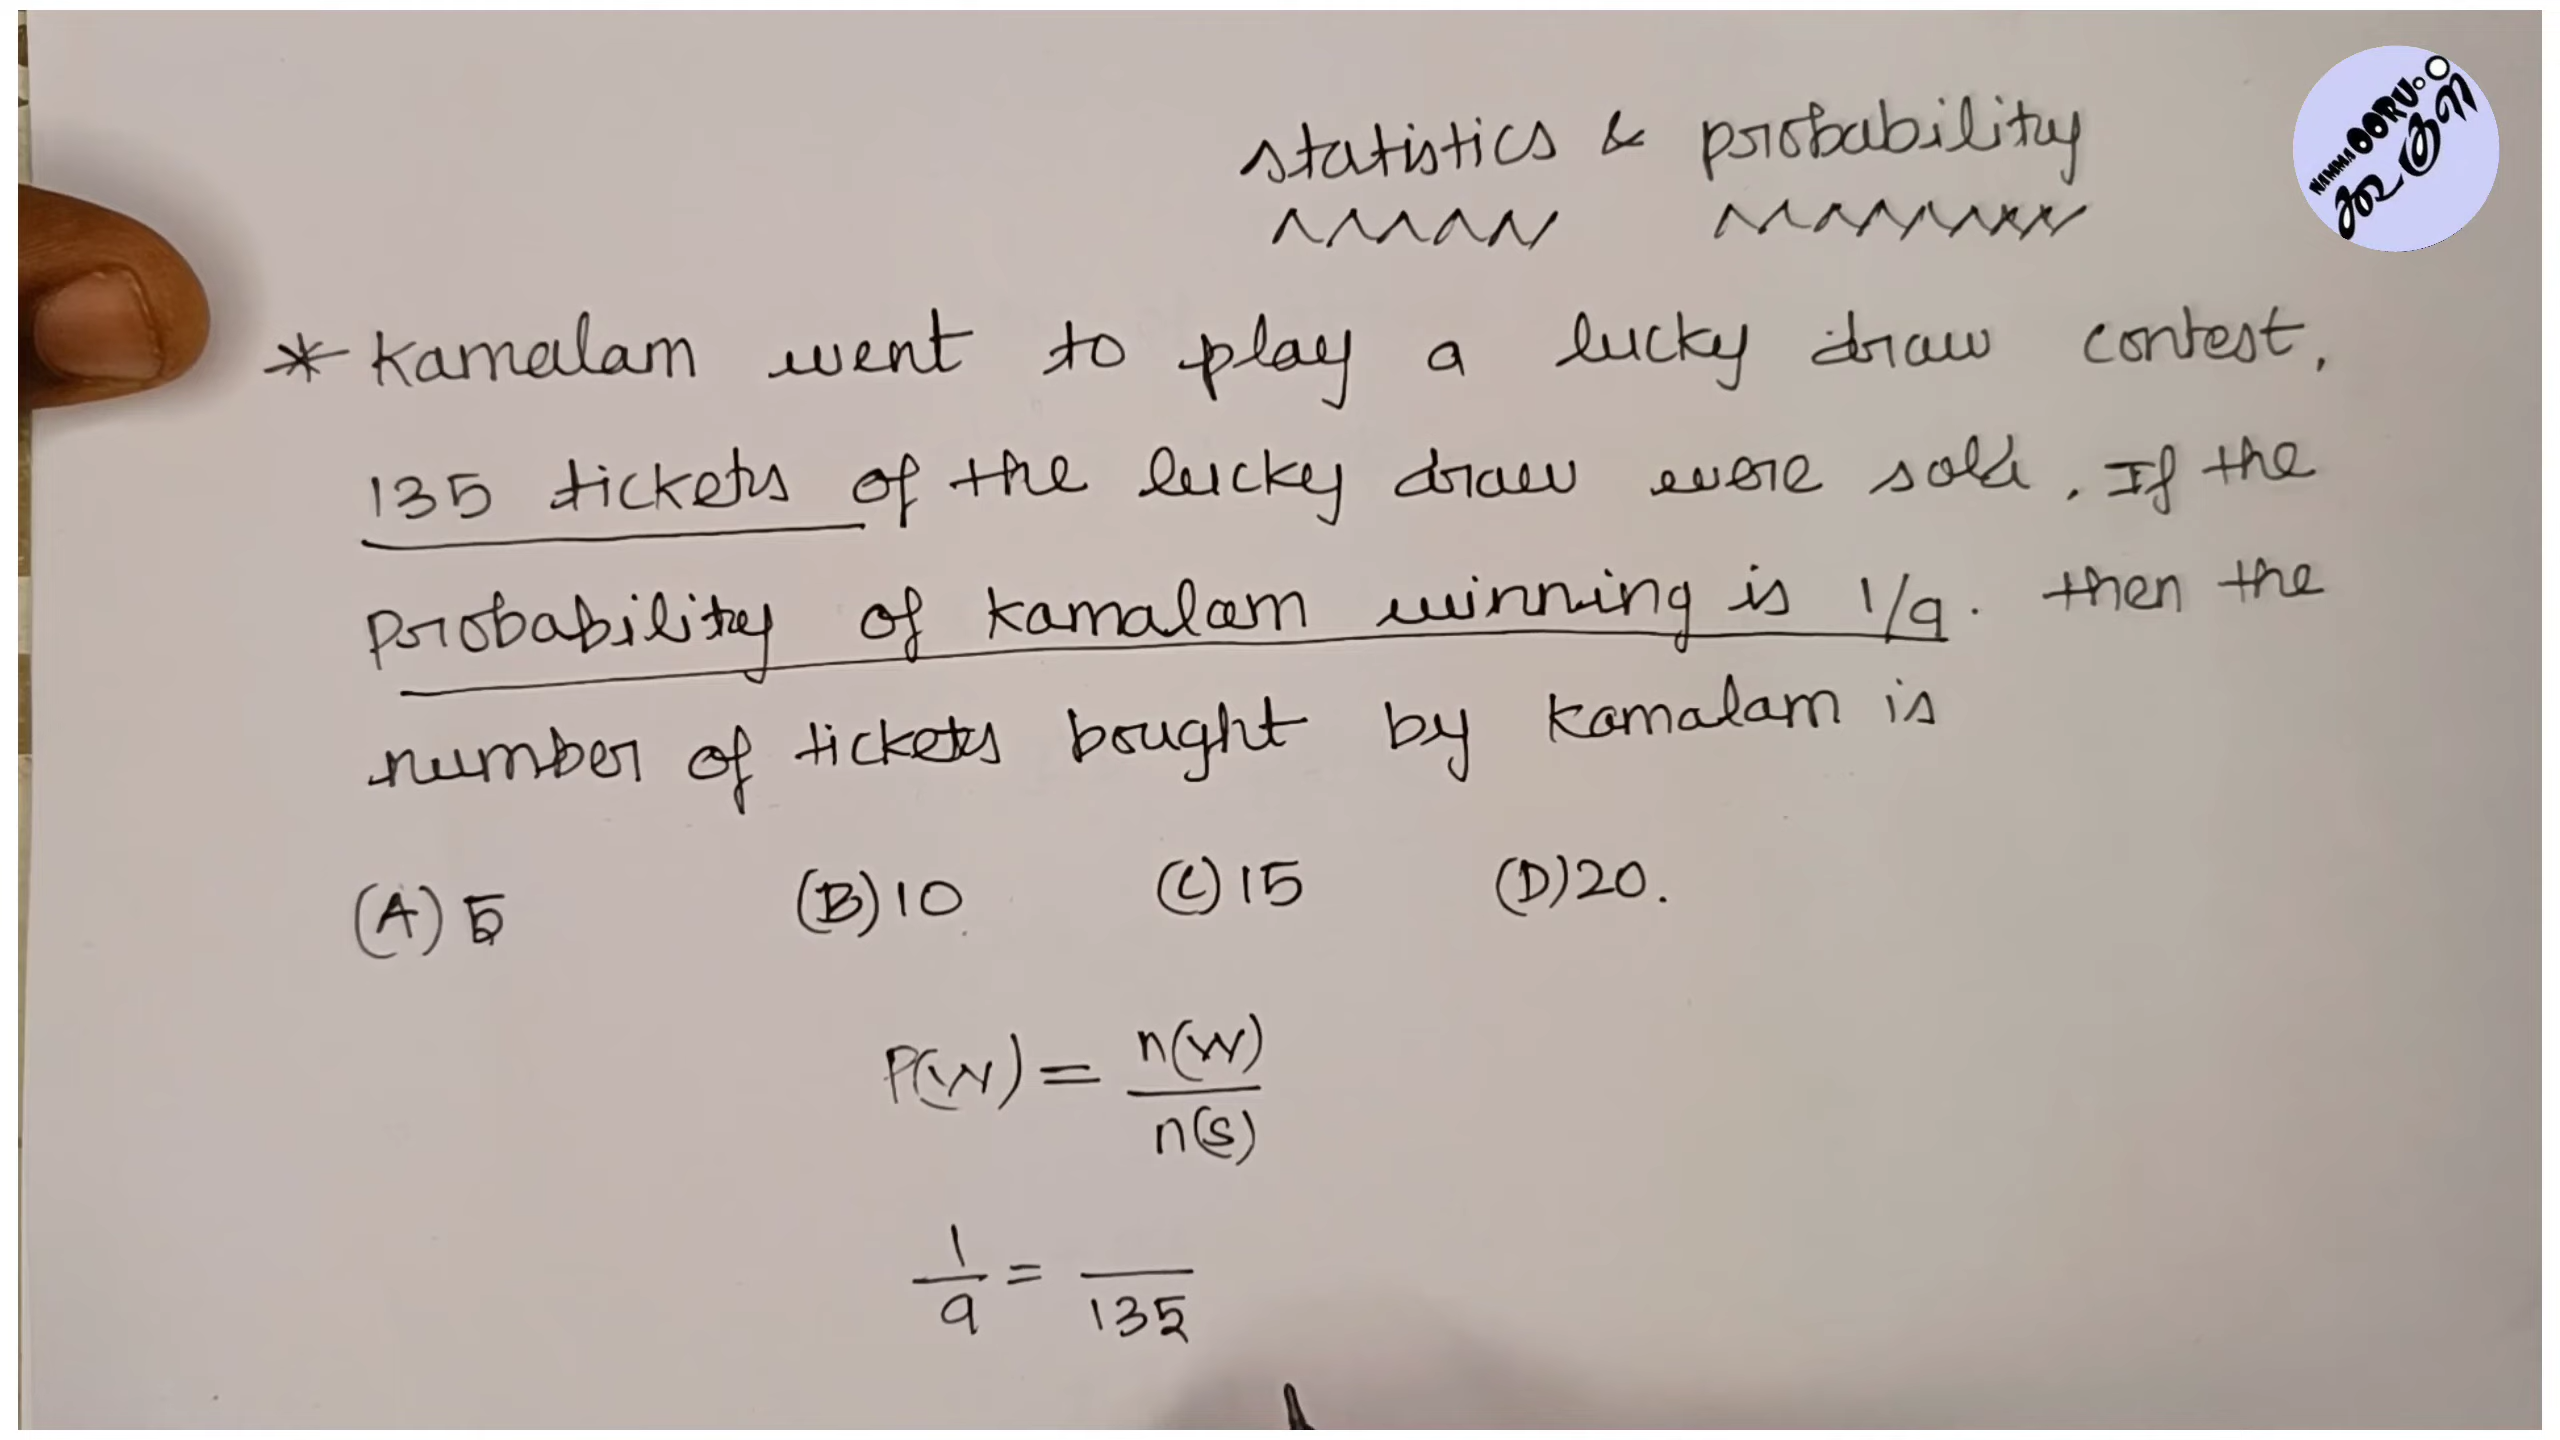 NAMMA OORU
statistics & probability
* Kamalam went to play a lucky draw contest.
135 tickets of the lucky draw were sold. If the
probability of kamalam winning is 1/9. then the
number of tickets bought by kamalam is
(A) 5 (B) 10 (C) 15 (D) 20.
P(W) = n(W)
n(S)
1/9 = 
135